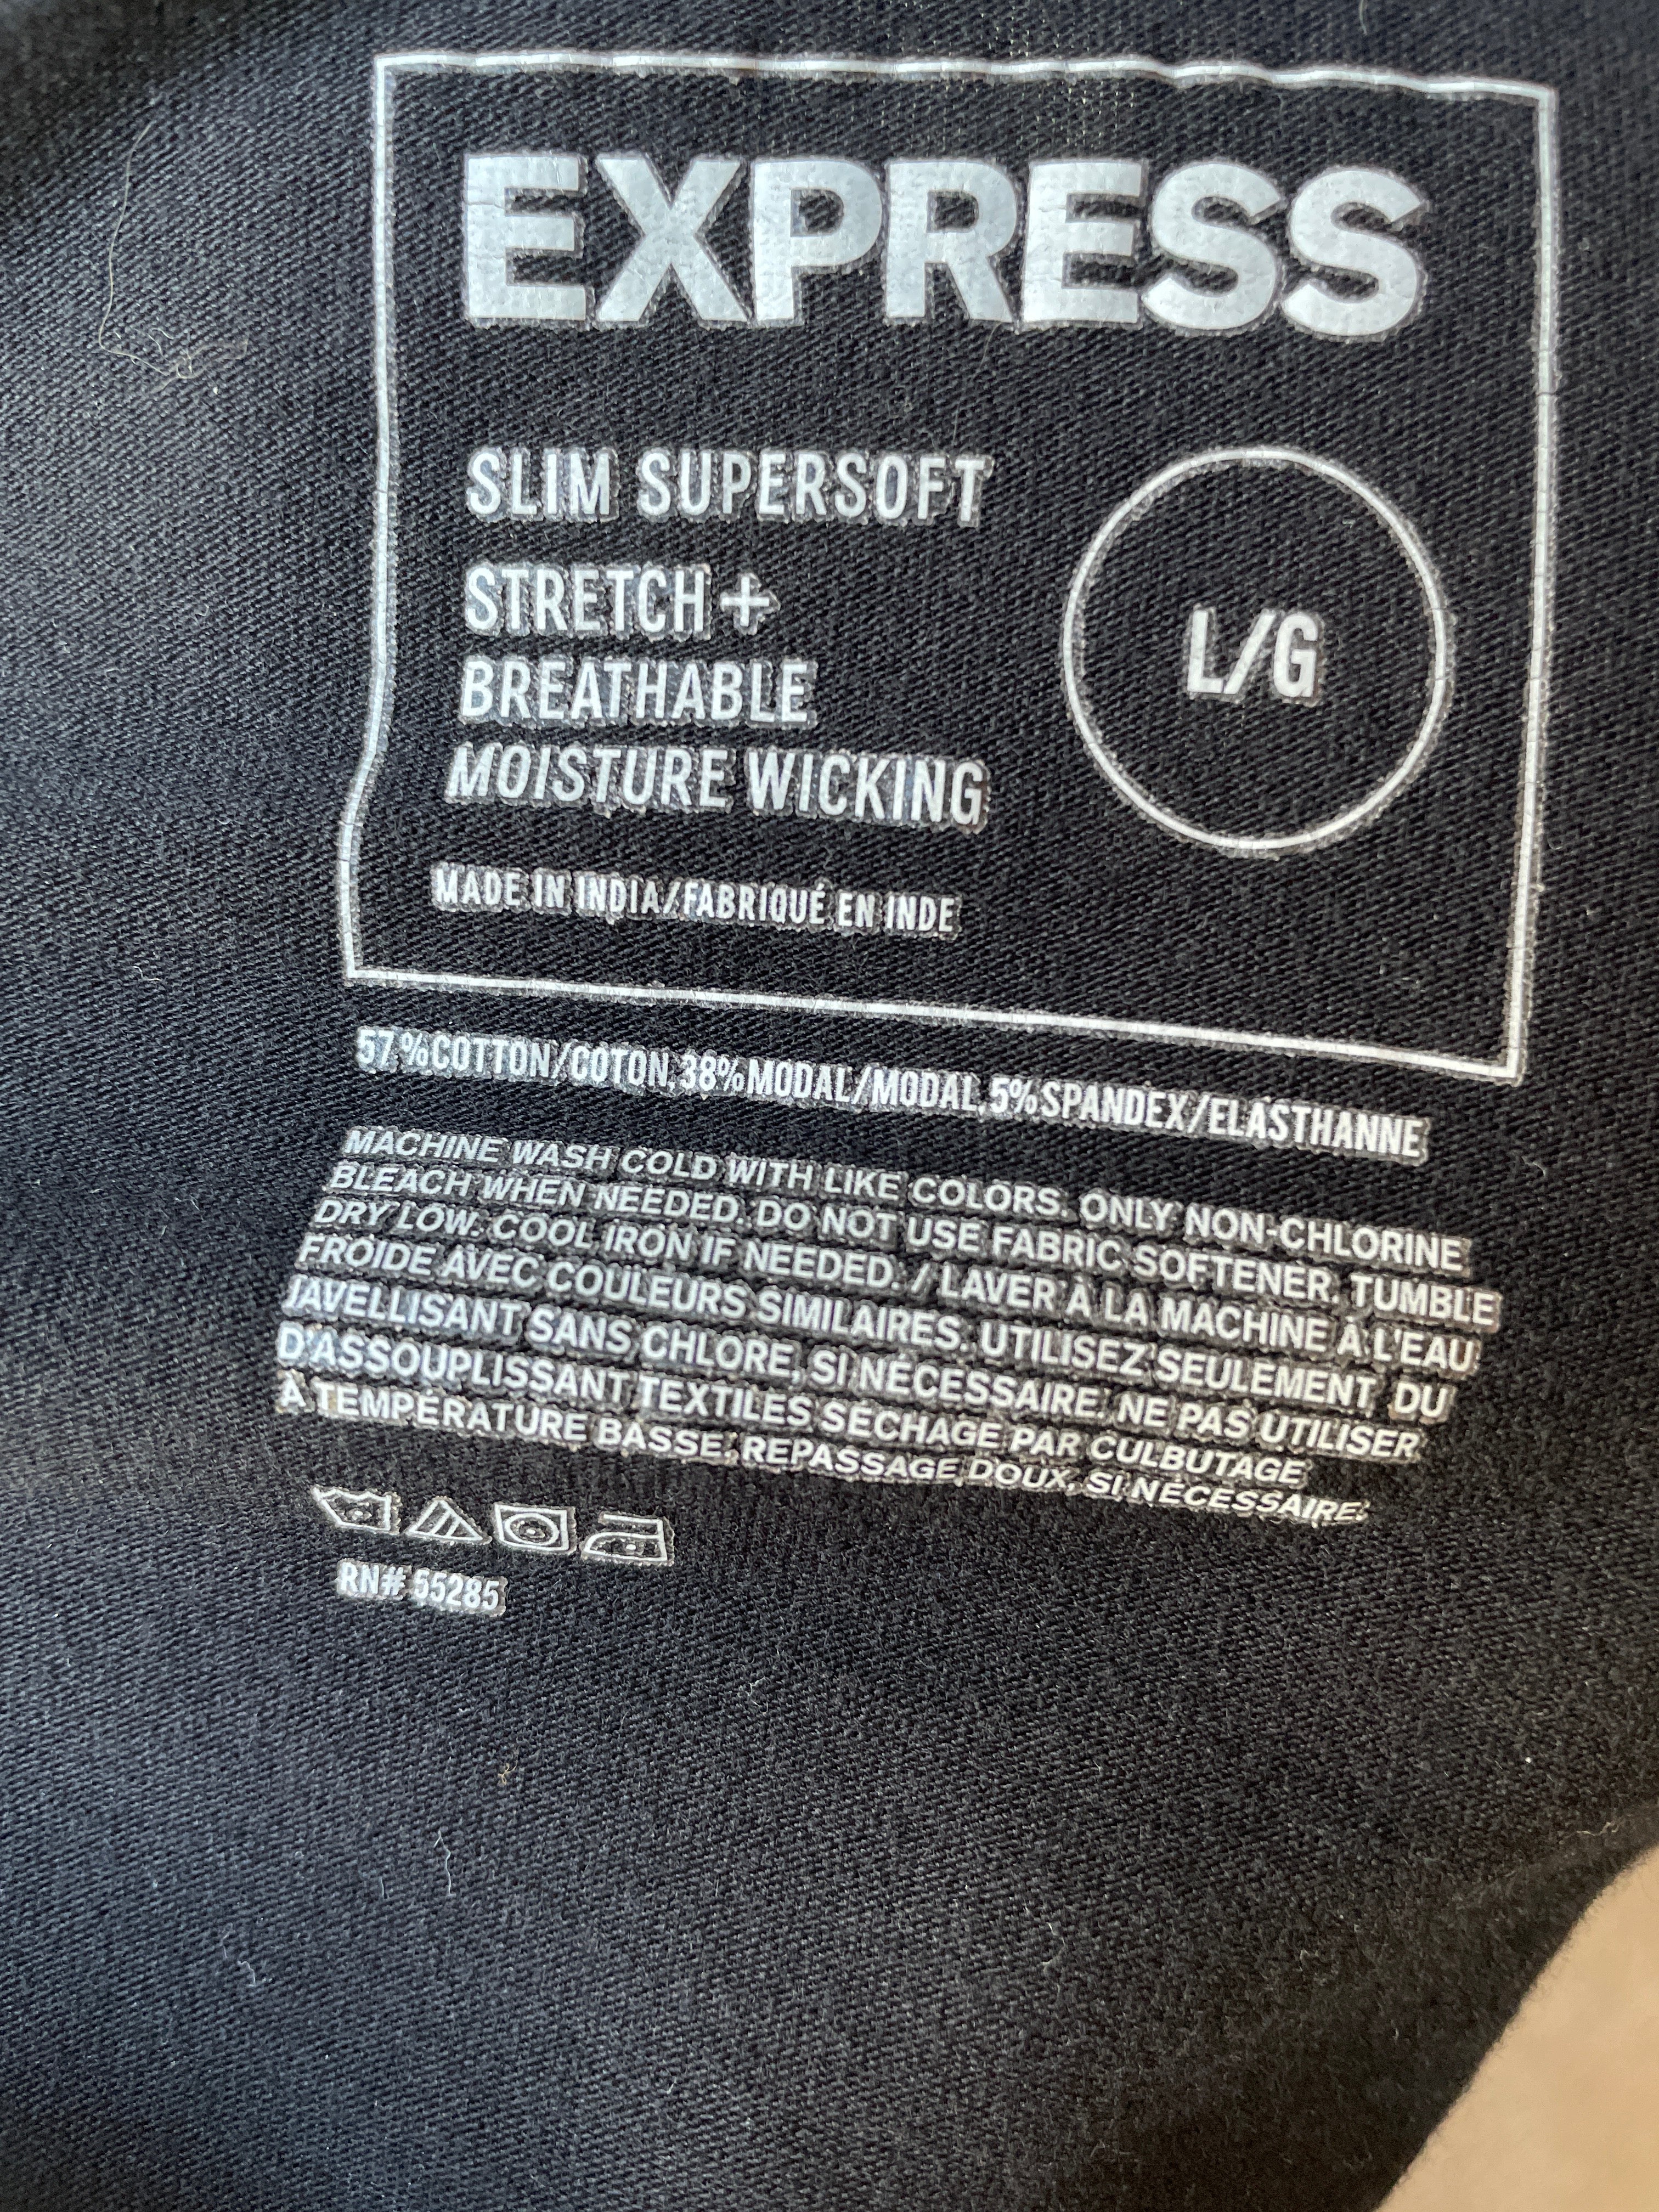 EXPRESS
SLIM SUPERSOFT
STRETCH+
BREATHABLE
MOISTURE WICKING
L/G
MADE IN INDIA/FABRIQUÉ EN INDE
57%COTTON/COTON,38%MODAL/MODAL,5%SPANDEX/ELASTHANNE
MACHINE WASH COLD WITH LIKE COLORS. ONLY NON-CHLORINE
BLEACH WHEN NEEDED. DO NOT USE FABRIC SOFTENER. TUMBLE
DRY LOW. COOL IRON IF NEEDED. / LAVER À LA MACHINE À L'EAU
FROIDE AVEC COULEURS SIMILAIRES. UTILISEZ SEULEMENT, DU
JAVELLISANT SANS CHLORE, SI NÉCESSAIRE. NE PAS UTILISER
D'ASSOUPLISSANT TEXTILES SÉCHAGE PAR CULBUTAGE
À TEMPÉRATURE BASSE. REPASSAGE DOUX, SI NÉCESSAIRE.
RN# 55285